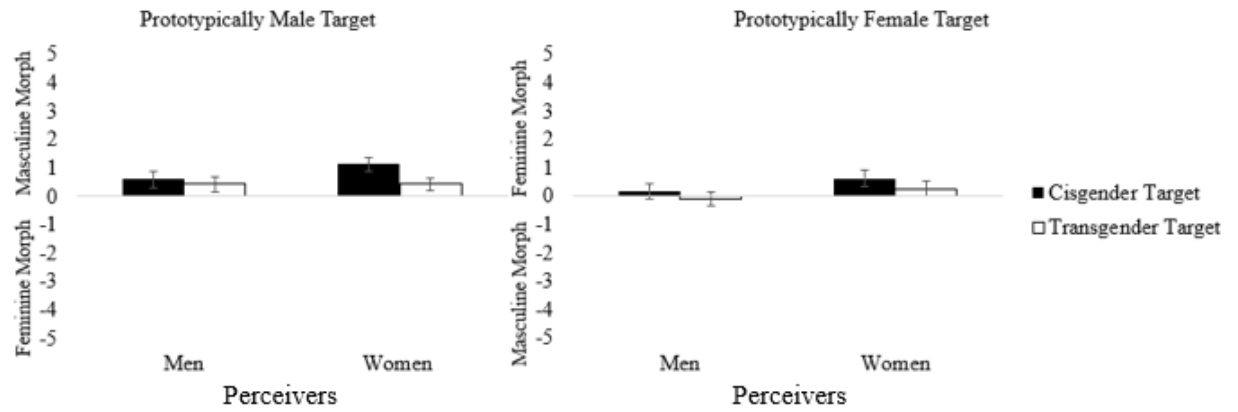 Prototypically Male Target
Masculine Morph
Feminine Morph
5
4
3
2
1
0
-1
-2
-3
-4
-5
Men
Women
Perceivers
Prototypically Female Target
Feminine Morph
Masculine Morph
5
4
3
2
1
0
-1
-2
-3
-4
-5
Men
Women
Perceivers
Cisgender Target
Transgender Target